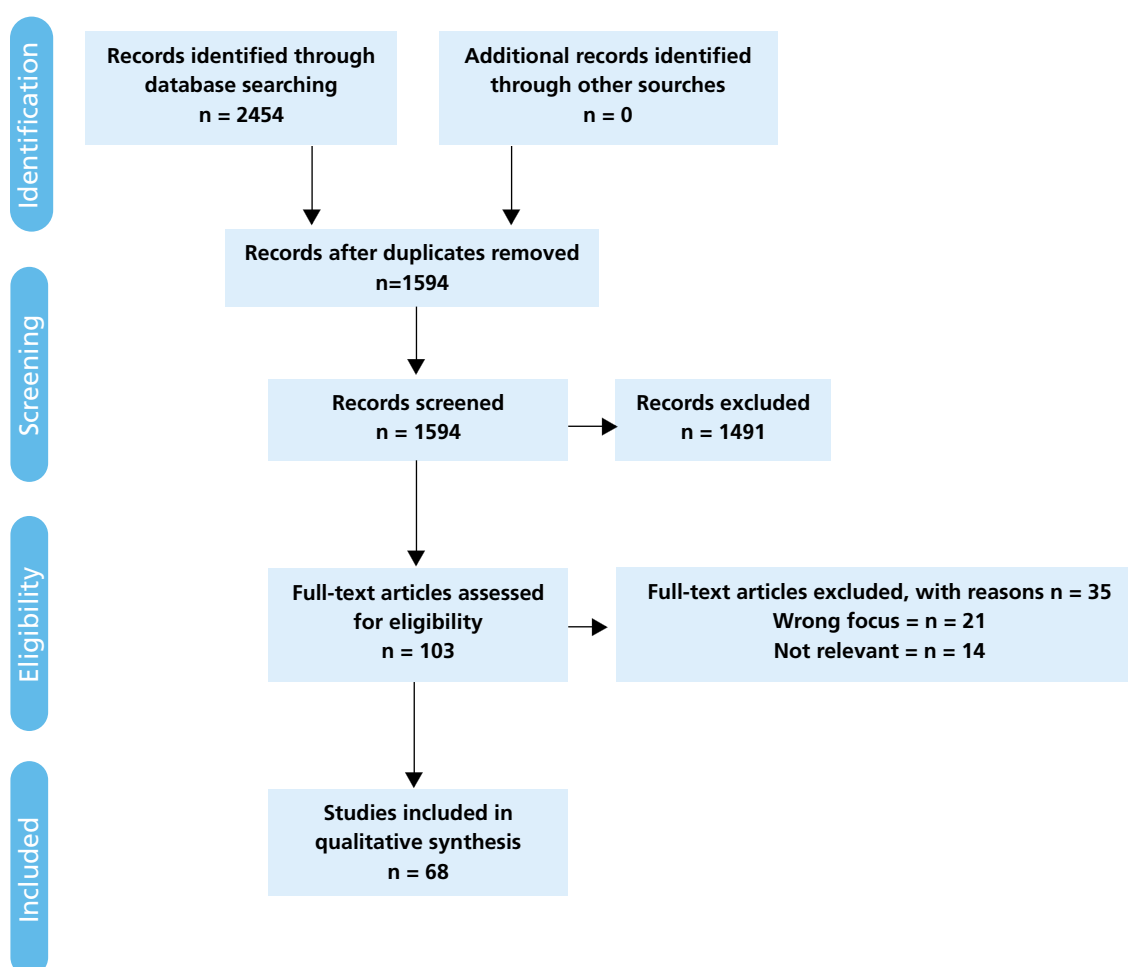 Identification
Records identified through
database searching
n = 2454
Additional records identified
through other sourches
n = 0
Records after duplicates removed
n=1594
Screening
Records screened
n = 1594
Records excluded
n = 1491
Eligibility
Full-text articles assessed
for eligibility
n = 103
Full-text articles excluded, with reasons n = 35
Wrong focus = n = 21
Not relevant = n = 14
Included
Studies included in
qualitative synthesis
n = 68